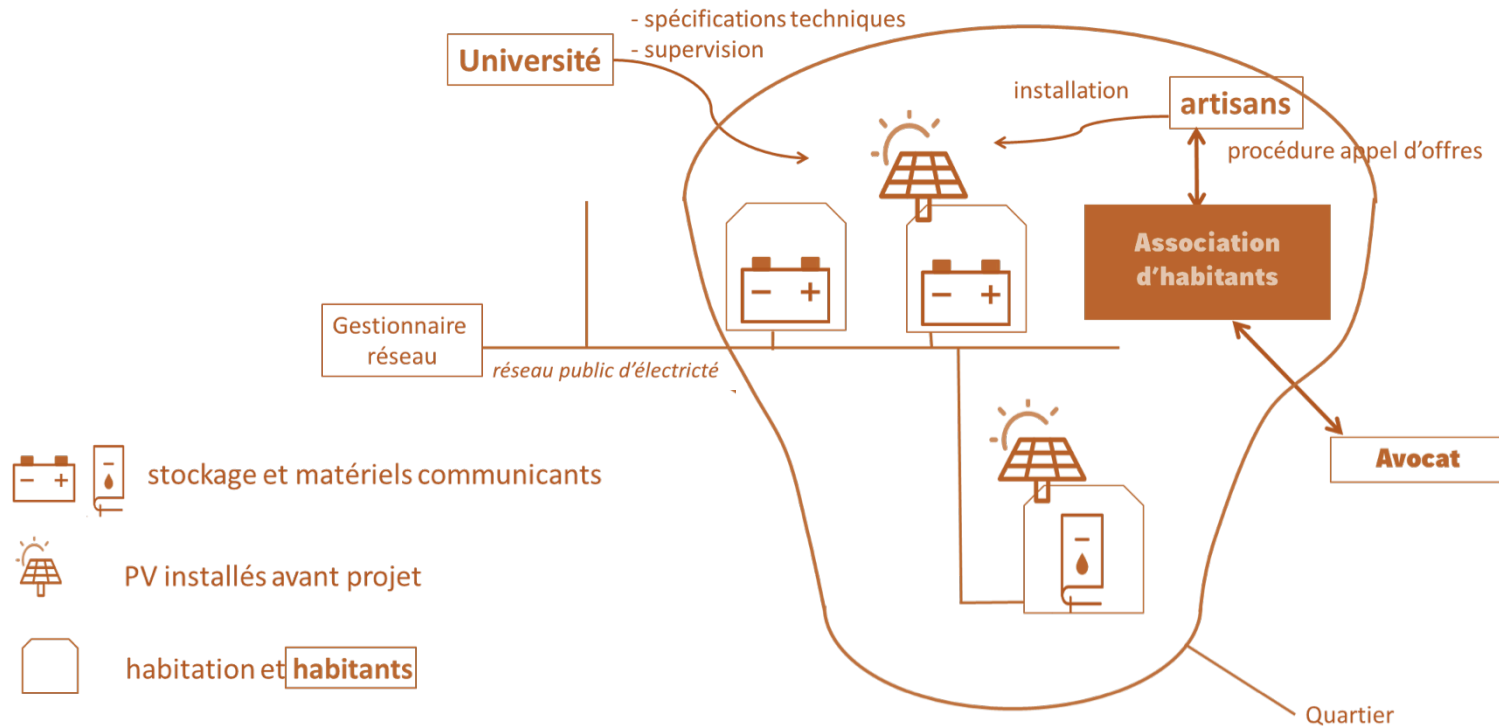 - spécifications techniques
- supervision
Université
installation
artisans
procédure appel d'offres
Association
d'habitants
Gestionnaire
réseau
réseau public d'électricté
Avocat
stockage et matériels communicants
PV installés avant projet
habitation et habitants
Quartier